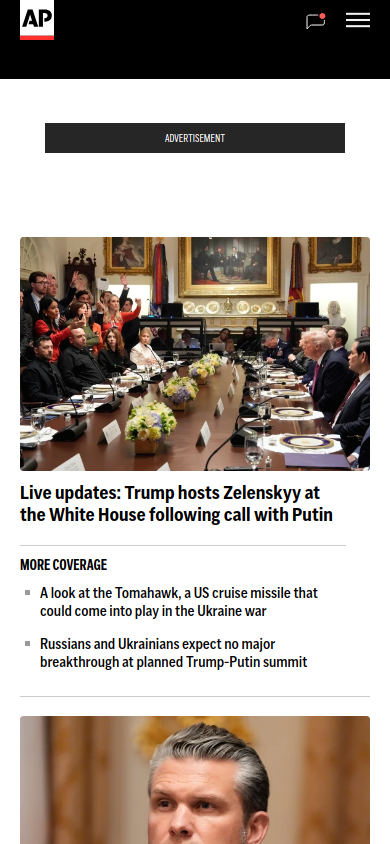 AP
ADVERTISEMENT
Live updates: Trump hosts Zelenskyy at
the White House following call with Putin
MORE COVERAGE
A look at the Tomahawk, a US cruise missile that
could come into play in the Ukraine war
Russians and Ukrainians expect no major
breakthrough at planned Trump-Putin summit